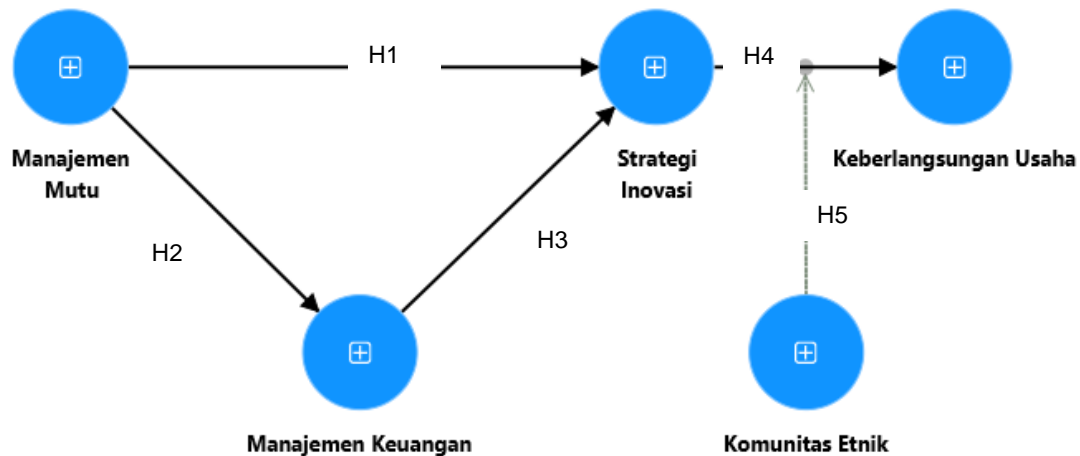 H1
H4
Manajemen
Mutu
Strategi
Inovasi
Keberlangsungan Usaha
H2
H3
H5
Manajemen Keuangan
Komunitas Etnik